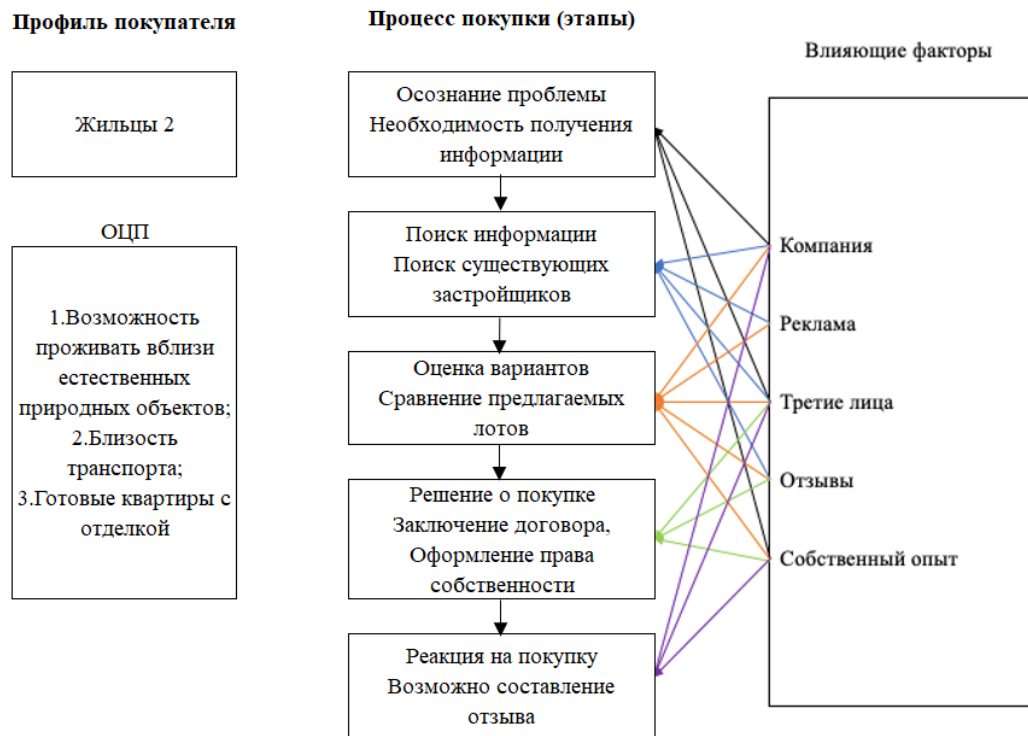 Профиль покупателя
Жильцы 2
ОЦП
1.Возможность
проживать вблизи
естественных
природных объектов;
2.Близость
транспорта;
3.Готовые квартиры с
отделкой
Процесс покупки (этапы)
Осознание проблемы
Необходимость получения
информации
Поиск информации
Поиск существующих
застройщиков
Оценка вариантов
Сравнение предлагаемых
лотов
Решение о покупке
Заключение договора,
Оформление права
собственности
Реакция на покупку
Возможно составление
отзыва
Влияющие факторы
Компания
Реклама
Третие лица
Отзывы
Собственный опыт